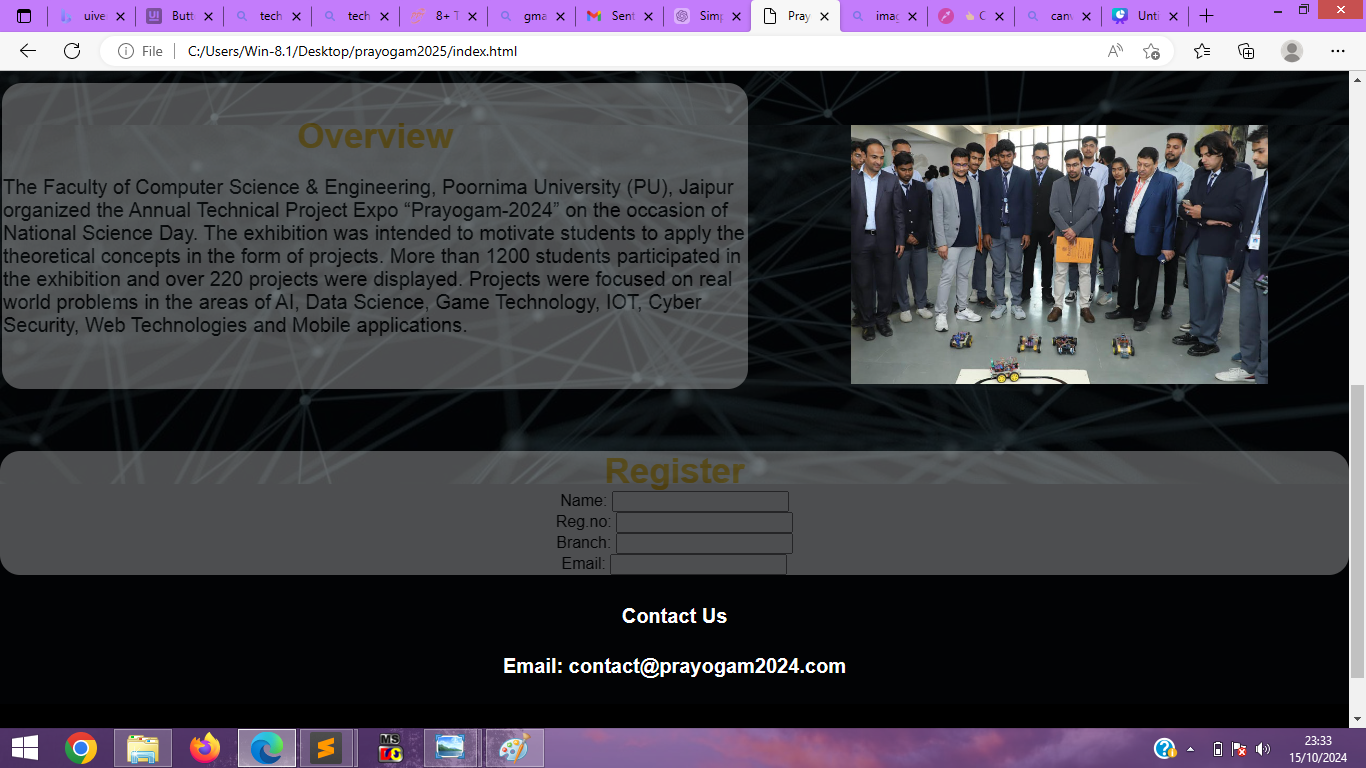 uive
Butt
tech
tech
8+ T
gma
Sent
Simp
Pray
imag
C
canv
Unti
File
C:/Users/Win-8.1/Desktop/prayogam2025/index.html
Overview
The Faculty of Computer Science & Engineering, Poornima University (PU), Jaipur
organized the Annual Technical Project Expo “Prayogam-2024” on the occasion of
National Science Day. The exhibition was intended to motivate students to apply the
theoretical concepts in the form of projects. More than 1200 students participated in
the exhibition and over 220 projects were displayed. Projects were focused on real
world problems in the areas of AI, Data Science, Game Technology, IOT, Cyber
Security, Web Technologies and Mobile applications.
Register
Name:
Reg.no:
Branch:
Email:
Contact Us
Email: contact@prayogam2024.com
MS
23:33
15/10/2024